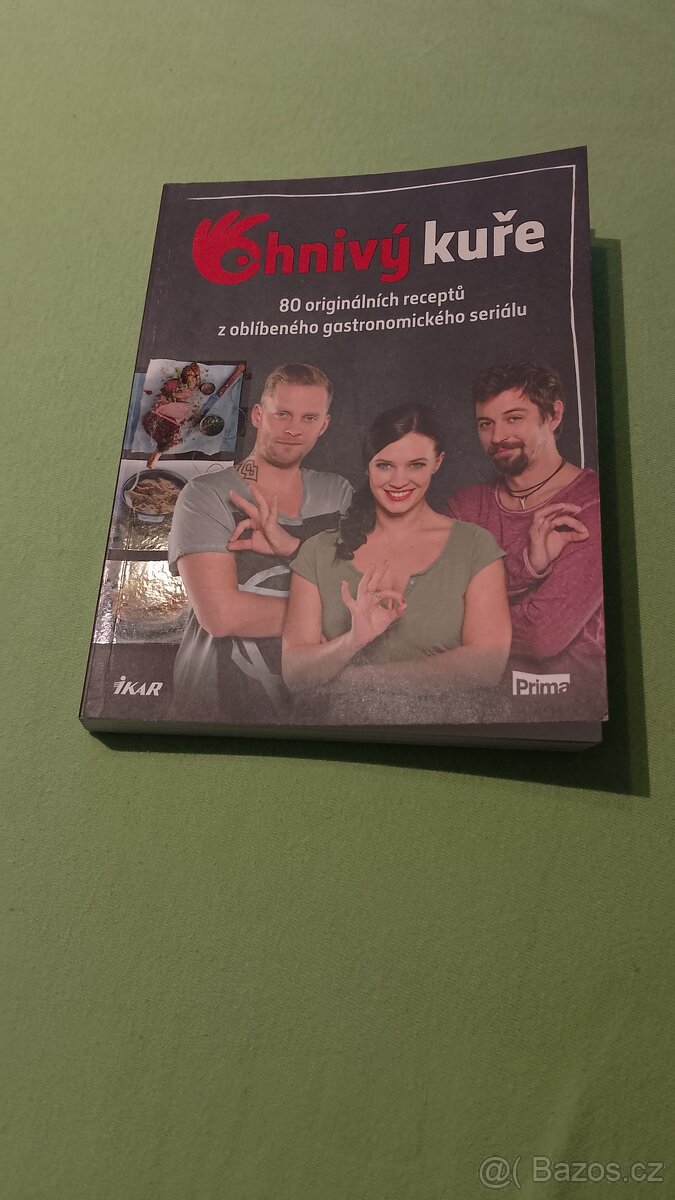 Ohnivý kuře
80 originálních receptů
z oblíbeného gastronomického seriálu
iKAR
Prima
@( Bazos.cz